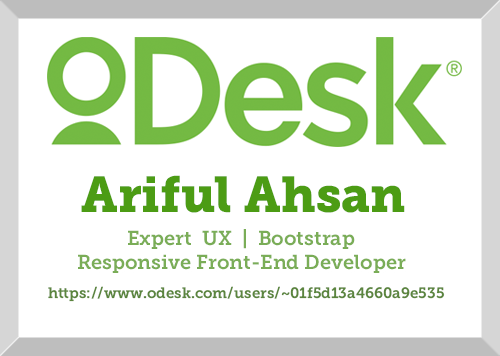 oDesk®
Ariful Ahsan
Expert UX | Bootstrap
Responsive Front-End Developer
https://www.odesk.com/users/~01f5d13a4660a9e535